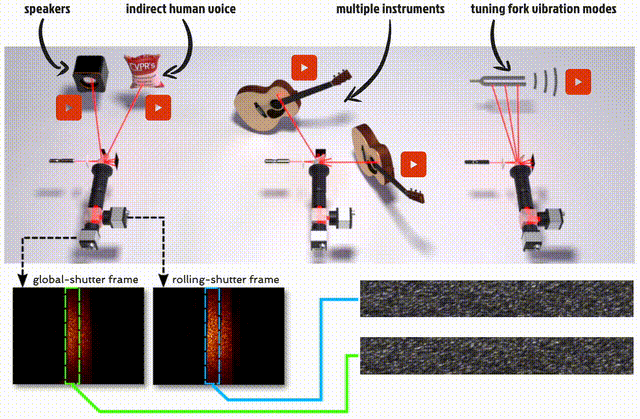 speakers
indirect human voice
multiple instruments
tuning fork vibration modes
CVPR's
global-shutter frame
rolling-shutter frame